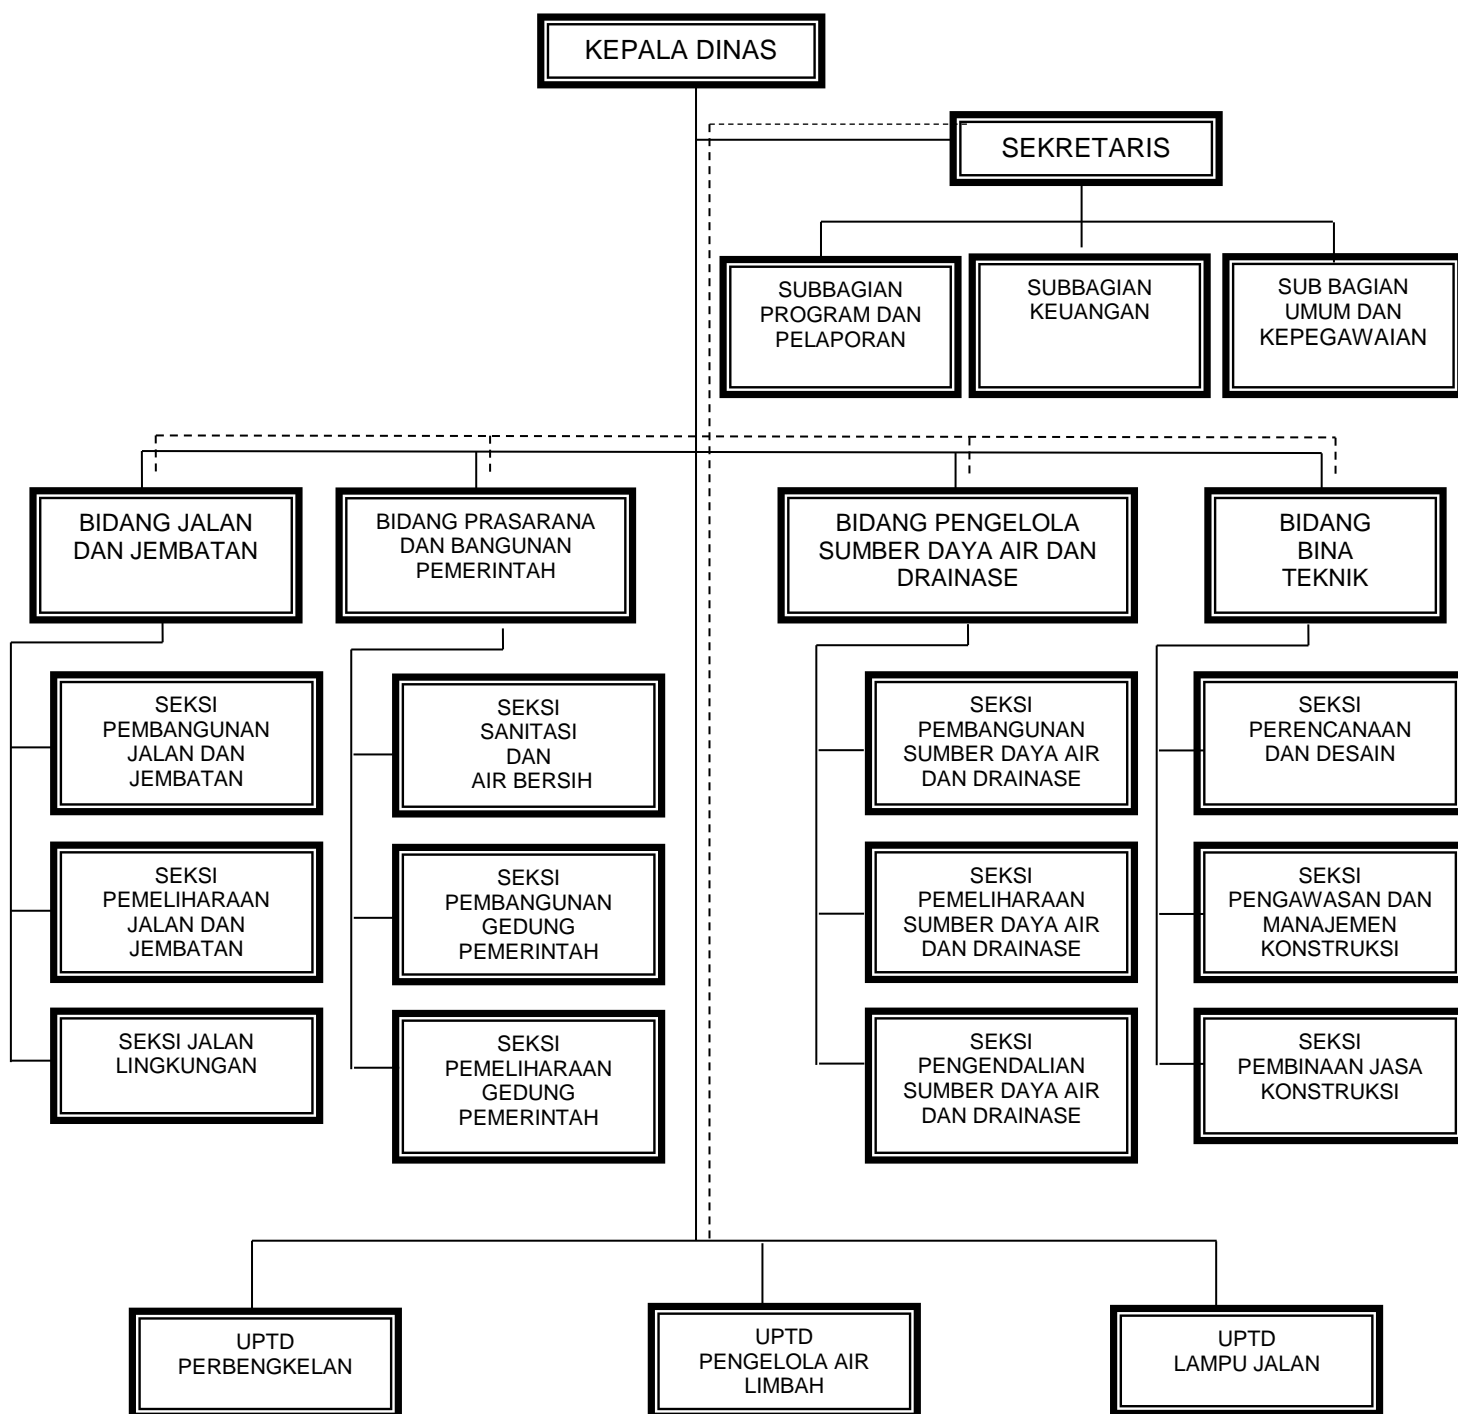 KEPALA DINAS
SEKRETARIS
SUBBAGIAN
PROGRAM DAN
PELAPORAN
SUBBAGIAN
KEUANGAN
SUB BAGIAN
UMUM DAN
KEPEGAWAIAN
BIDANG JALAN
DAN JEMBATAN
BIDANG PRASARANA
DAN BANGUNAN
PEMERINTAH
BIDANG PENGELOLA
SUMBER DAYA AIR DAN
DRAINASE
BIDANG
BINA
TEKNIK
SEKSI
PEMBANGUNAN
JALAN DAN
JEMBATAN
SEKSI
SANITASI
DAN
AIR BERSIH
SEKSI
PEMBANGUNAN
SUMBER DAYA AIR
DAN DRAINASE
SEKSI
PERENCANAAN
DAN DESAIN
SEKSI
PEMELIHARAAN
JALAN DAN
JEMBATAN
SEKSI
PEMBANGUNAN
GEDUNG
PEMERINTAH
SEKSI
PEMELIHARAAN
SUMBER DAYA AIR
DAN DRAINASE
SEKSI
PENGAWASAN DAN
MANAJEMEN
KONSTRUKSI
SEKSI JALAN
LINGKUNGAN
SEKSI
PEMELIHARAAN
GEDUNG
PEMERINTAH
SEKSI
PENGENDALIAN
SUMBER DAYA AIR
DAN DRAINASE
SEKSI
PEMBINAAN JASA
KONSTRUKSI
UPTD
PERBENGKELAN
UPTD
PENGELOLA AIR
LIMBAH
UPTD
LAMPU JALAN